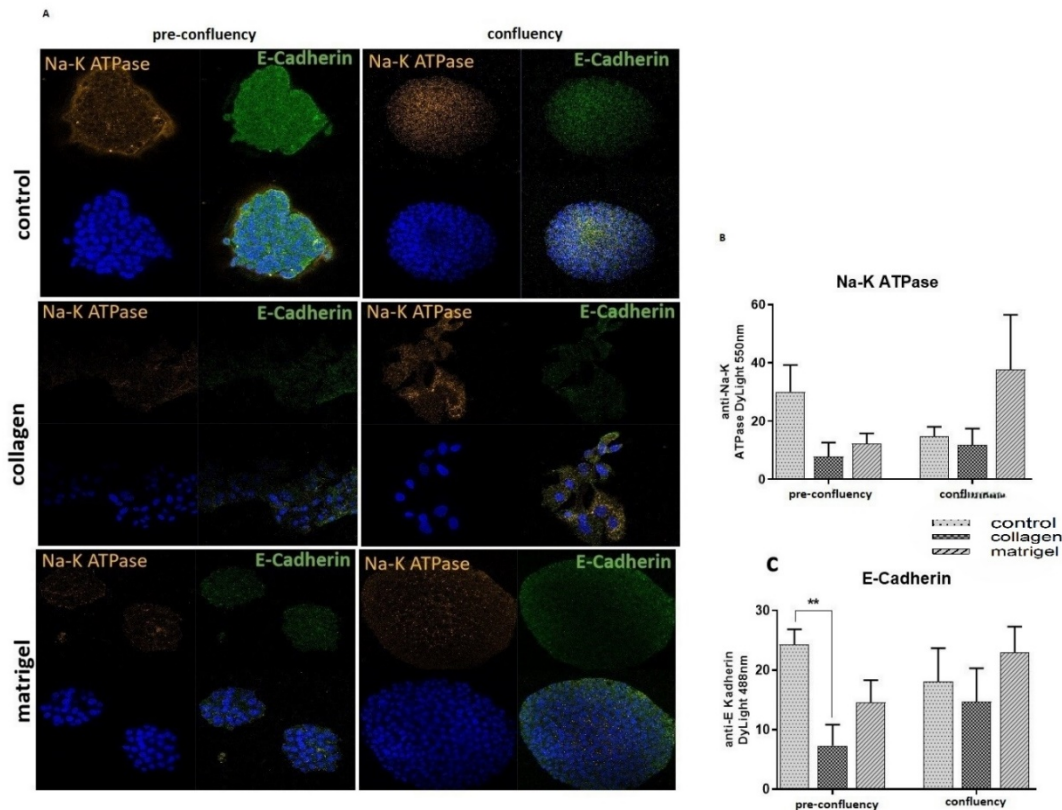 A
pre-confluency confluency
control
Na-K ATPase E-Cadherin Na-K ATPase E-Cadherin
collagen
Na-K ATPase E-Cadherin Na-K ATPase E-Cadherin
matrigel
Na-K ATPase E-Cadherin Na-K ATPase E-Cadherin
B
Na-K ATPase
anti-Na-K
ATPase DyLight 550nm
60
40
20
0
pre-confluency
control
collagen
matrigel
C
E-Cadherin
anti-E Kadherin
DyLight 488nm
30
20
10
0
**
pre-confluency confluency